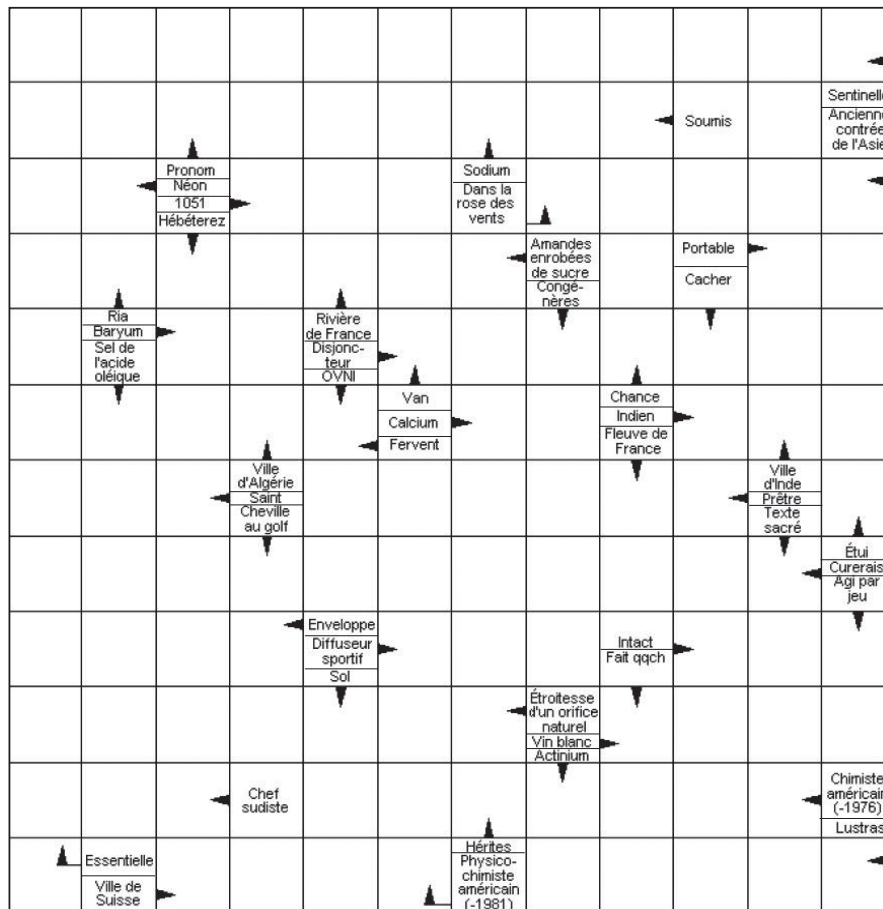 Soumis
Sentinelle
Ancienne
contrée
de l'Asie
Pronom
Néon
1051
Hébéterez
Sodium
Dans la
rose des
vents
Amandes
enrobées
de sucre
Congé-
nères
Portable
Cacher
Ria
Baryum
Sel de
l'acide
oléique
Rivière
de France
Disjonc-
teur
OVNI
Van
Calcium
Fervent
Chance
Indien
Fleuve de
France
Ville
d'Algérie
Saint
Cheville
au golf
Ville
d'Inde
Prêtre
Texte
sacré
Étui
Curerais
Agi par
jeu
Enveloppe
Diffuseur
sportif
Sol
Intact
Fait qqch
Étroitesse
d'un orifice
naturel
Vin blanc
Actinium
Chef
sudiste
Chimiste
américain
(-1976)
Lustras
Essentielle
Ville de
Suisse
Hérites
Physico-
chimiste
américain
(-1981)